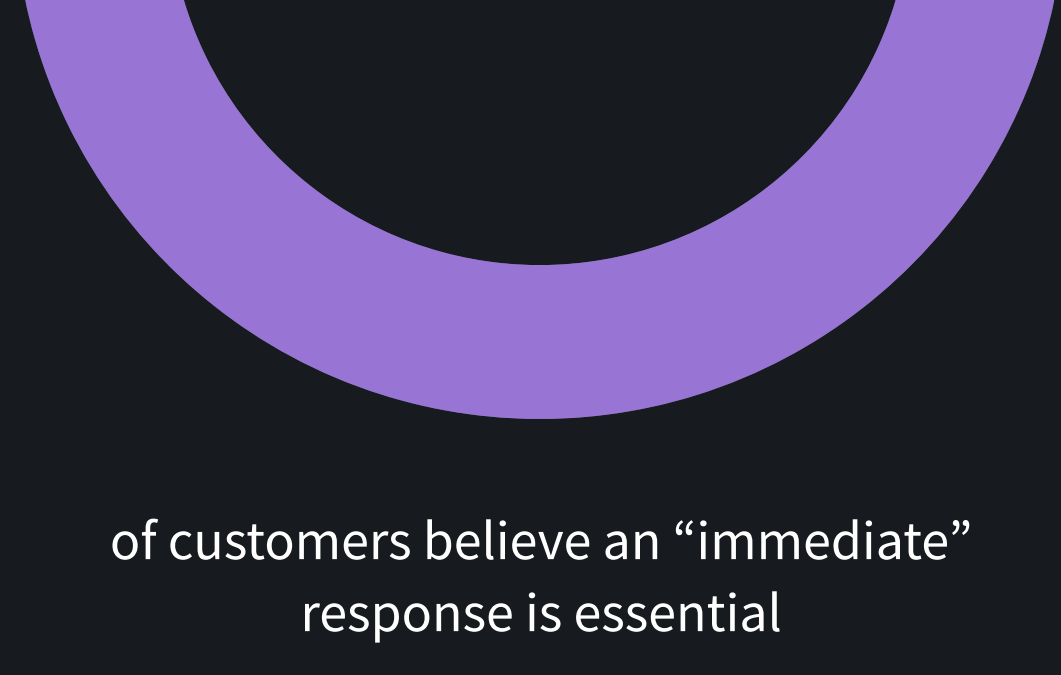 of customers believe an “immediate”
response is essential